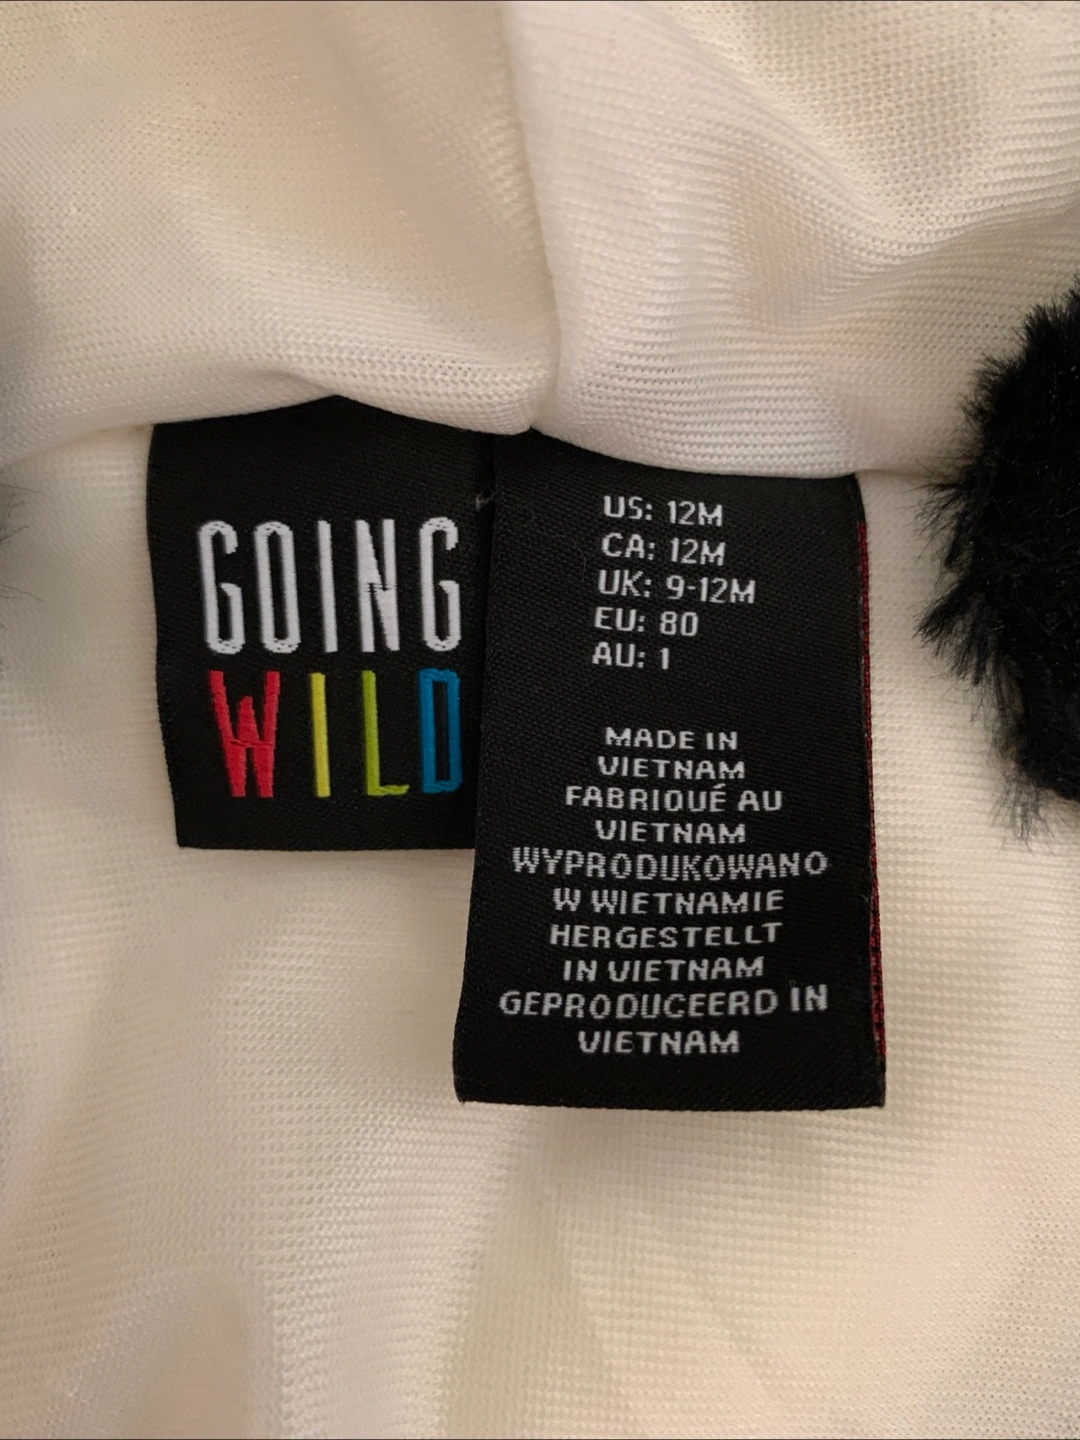 GOING
WILD
US: 12M
CA: 12M
UK: 9-12M
EU: 80
AU: 1
MADE IN
VIETNAM
FABRIQUÉ AU
VIETNAM
WYPRODUKOWANO
W WIETNAMIE
HERGESTELLT
IN VIETNAM
GEPRODUCEERD IN
VIETNAM